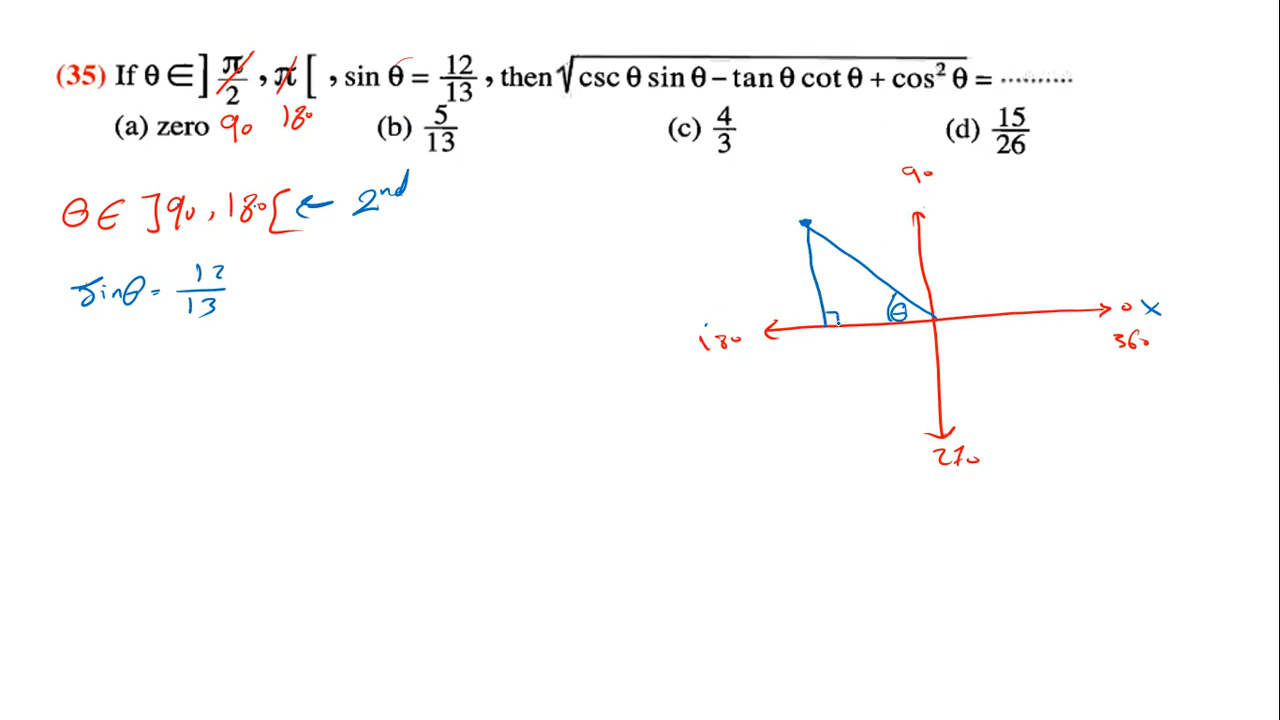 (35) If θ ∈ ] π/2 , π [ , sin θ = 12/13 , then √(csc θ sin θ − tan θ cot θ + cos² θ) = ..........
(a) zero 90 180 (b) 5/13 (c) 4/3 (d) 15/26
θ ∈ ] 90 , 180 [ ← 2nd
sin θ = 12/13
90
θ
0 x
180
360
270